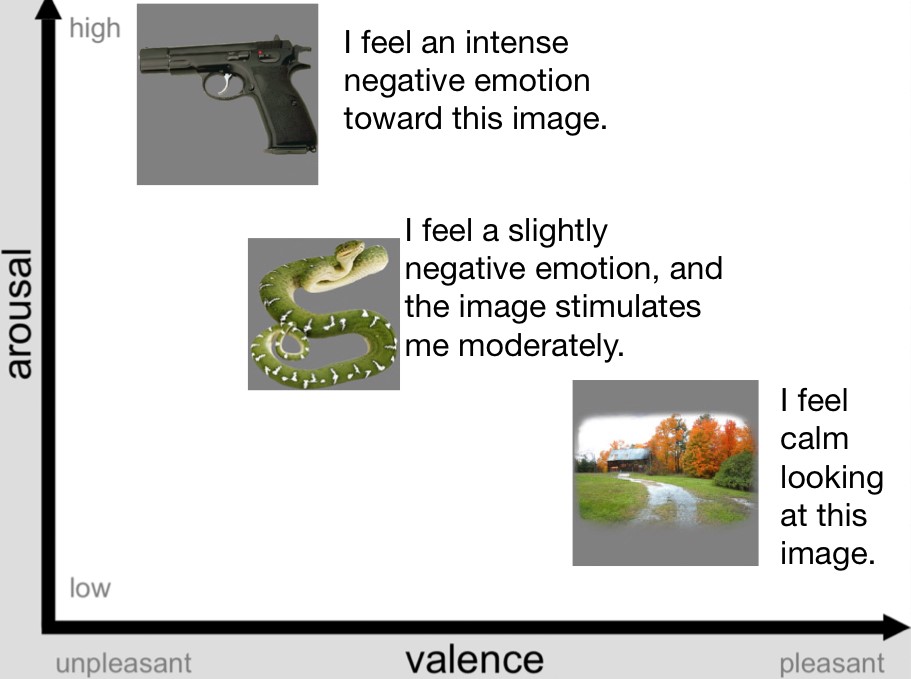 high
I feel an intense
negative emotion
toward this image.
I feel a slightly
negative emotion, and
the image stimulates
me moderately.
arousal
I feel
calm
looking
at this
image.
low
unpleasant
valence
pleasant